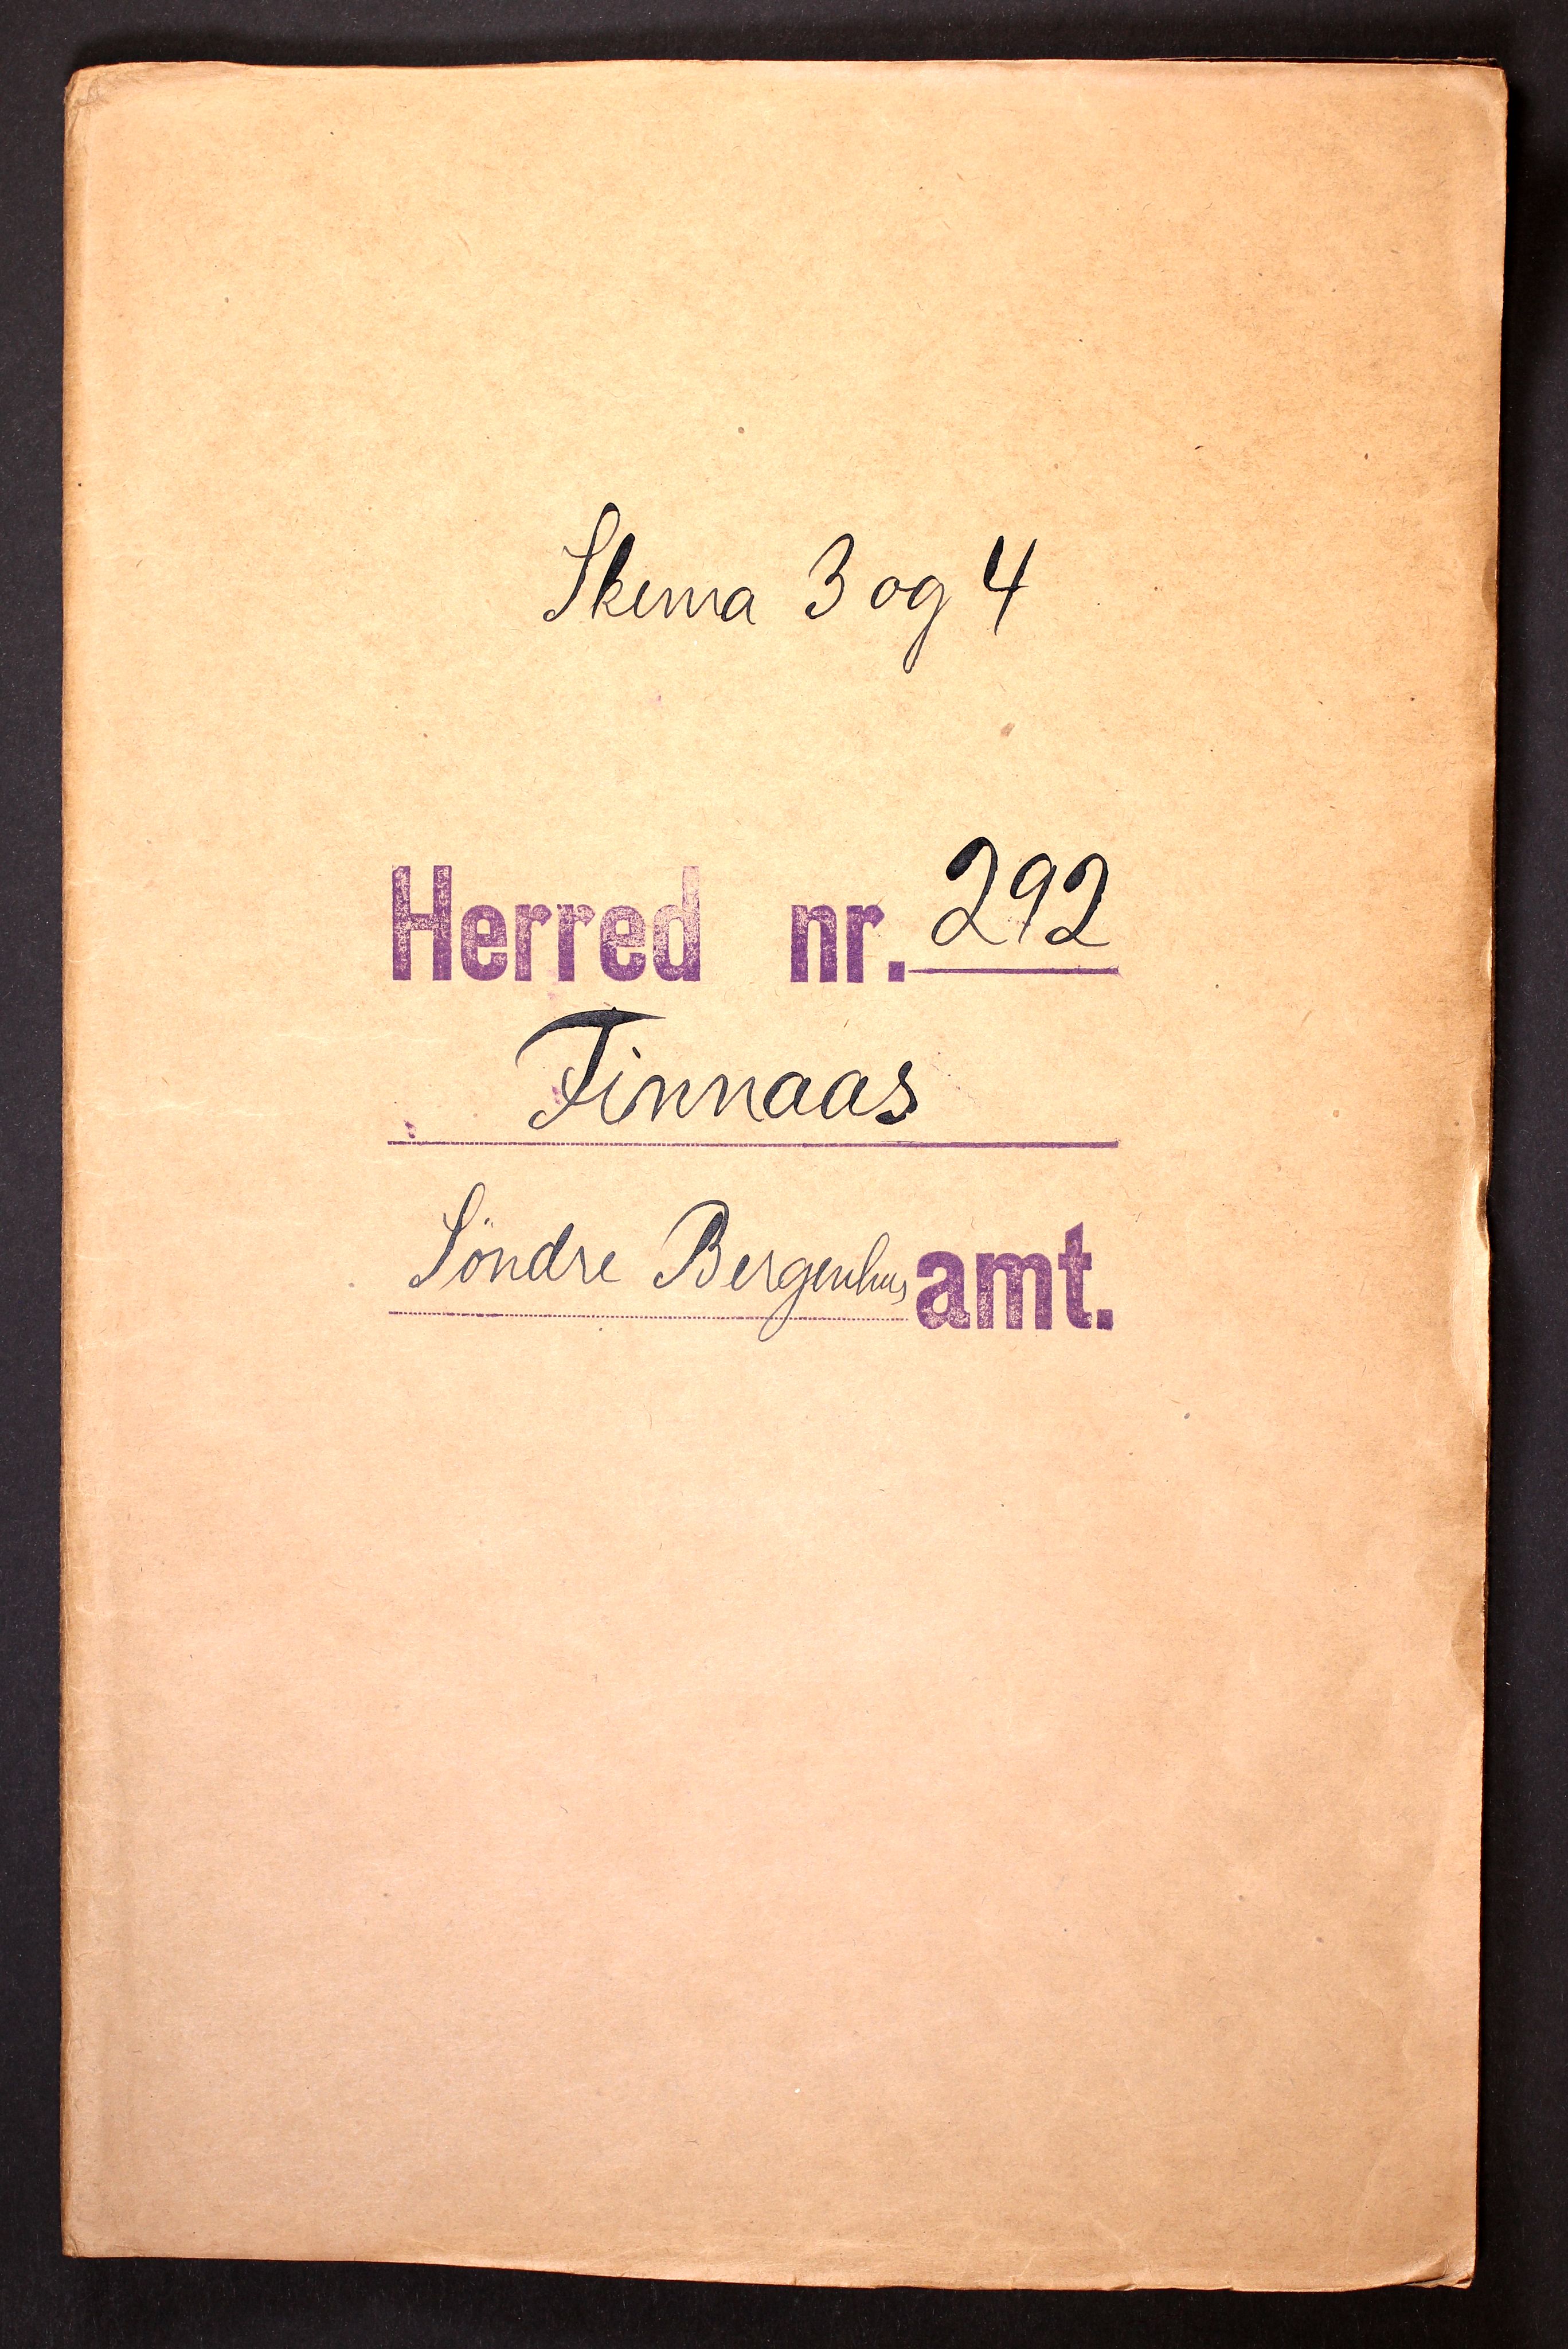 Skema 3 og 4
Herred nr. 292
Finnaas
Söndre Bergenhus amt.